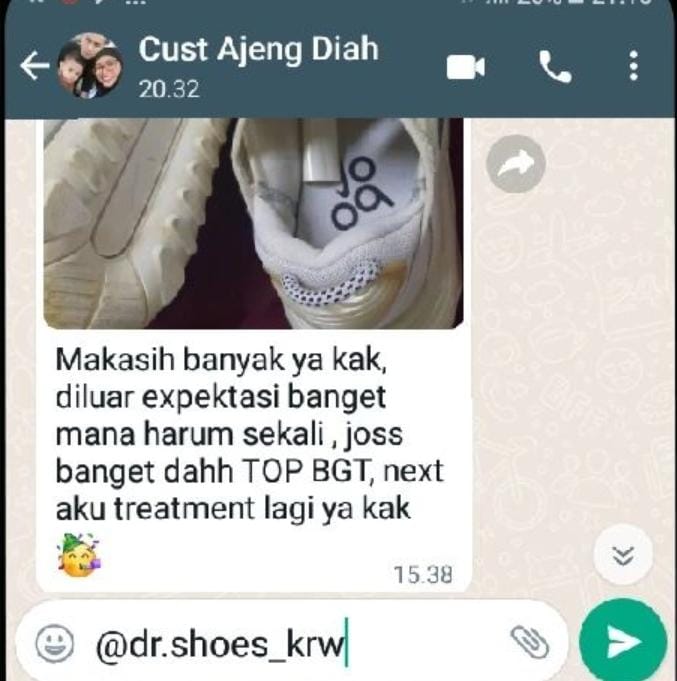 Cust Ajeng Diah
20.32
Makasih banyak ya kak,
diluar expektasi banget
mana harum sekali , joss
banget dahh TOP BGT, next
aku treatment lagi ya kak
15.38
@dr.shoes_krw